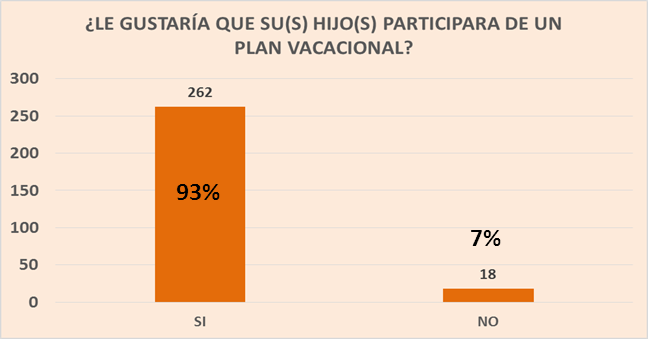 ¿LE GUSTARÍA QUE SU(S) HIJO(S) PARTICIPARA DE UN
PLAN VACACIONAL?
300
250
200
150
100
50
0
262
93%
7%
18
SI
NO